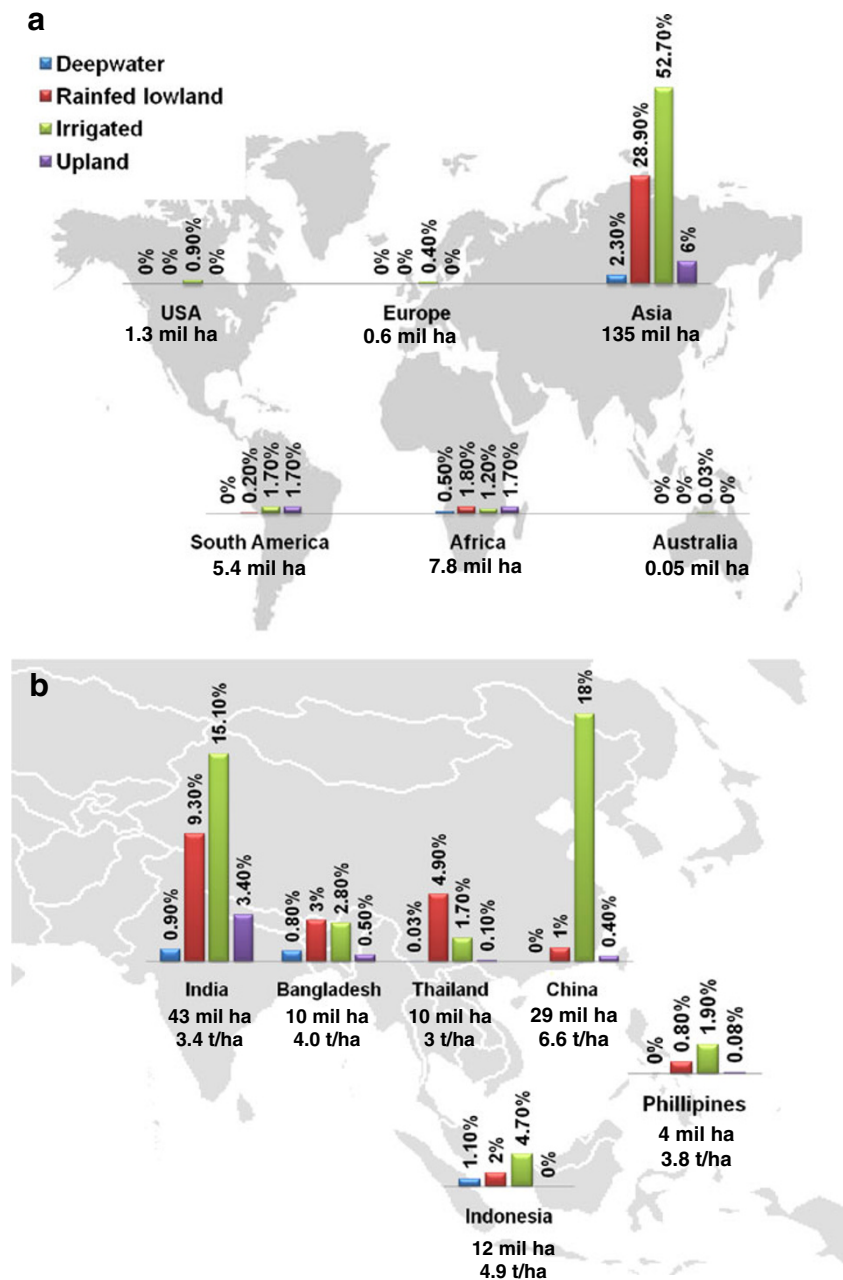 a
Deepwater
Rainfed lowland
Irrigated
Upland
0%
0%
0.90%
0%
USA
1.3 mil ha
0%
0%
0.40%
0%
Europe
0.6 mil ha
2.30%
28.90%
52.70%
6%
Asia
135 mil ha
0%
0.20%
1.70%
1.70%
South America
5.4 mil ha
0.50%
1.80%
1.20%
1.70%
Africa
7.8 mil ha
0%
0%
0.03%
0%
Australia
0.05 mil ha
b
0.90%
9.30%
15.10%
3.40%
India
43 mil ha
3.4 t/ha
0.80%
3%
2.80%
0.50%
Bangladesh
10 mil ha
4.0 t/ha
0.03%
4.90%
1.70%
0.10%
Thailand
10 mil ha
3 t/ha
0%
1%
18%
0.40%
China
29 mil ha
6.6 t/ha
0%
0.80%
1.90%
0.08%
Phillipines
4 mil ha
3.8 t/ha
1.10%
2%
4.70%
0%
Indonesia
12 mil ha
4.9 t/ha